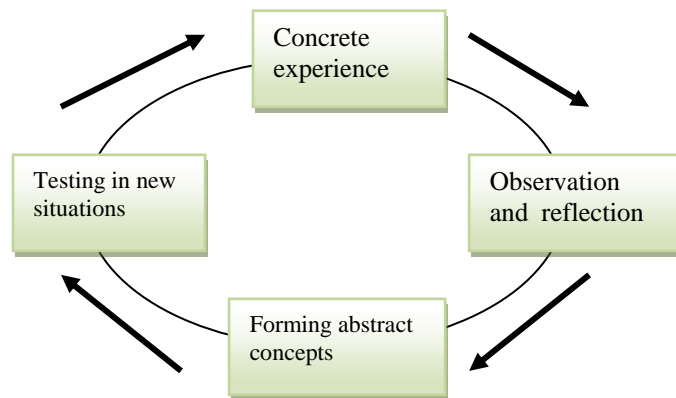 Concrete
experience
Testing in new
situations
Observation
and reflection
Forming abstract
concepts